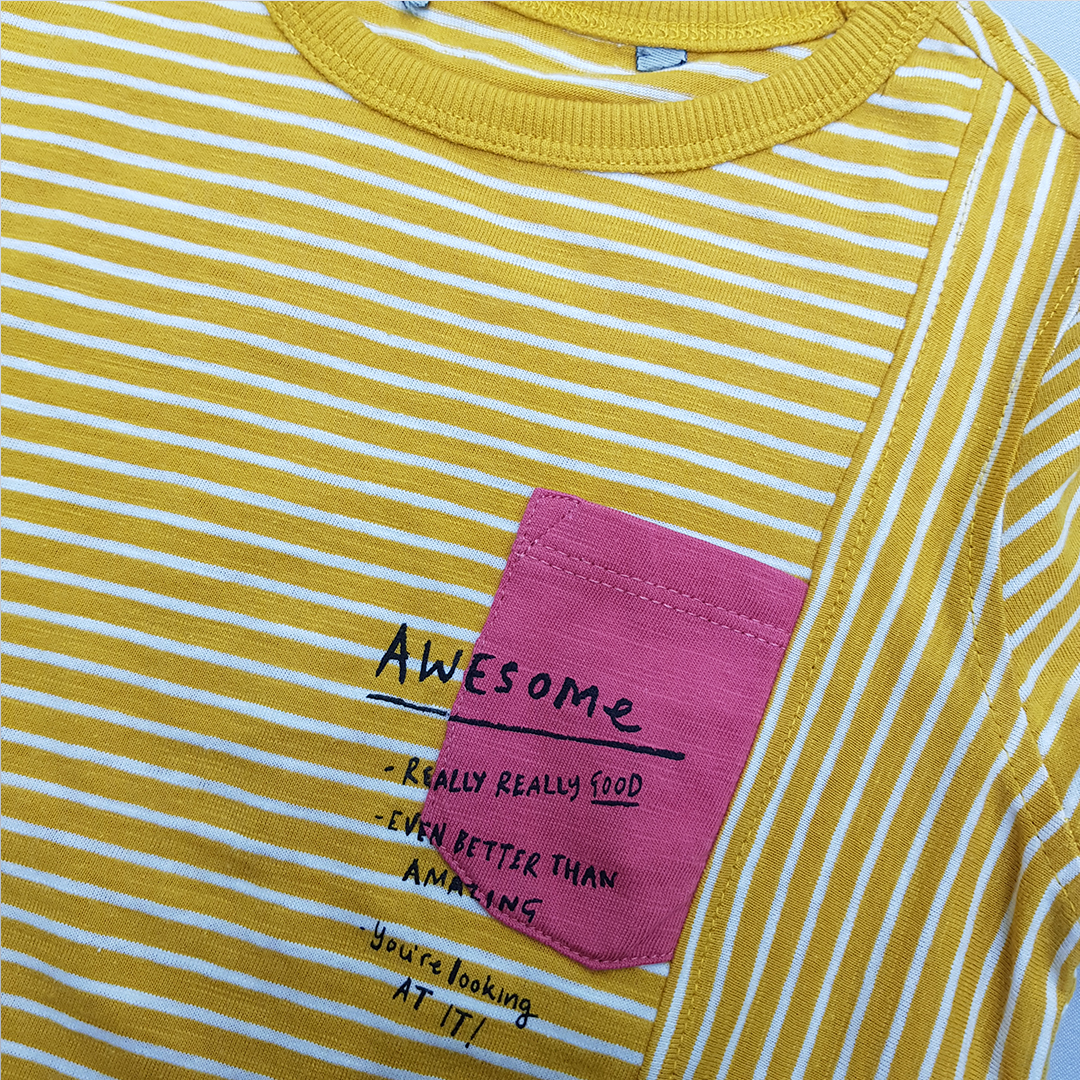 AWESOMe
- REALLY REALLY GOOD
- EVEN BETTER THAN
AMAZING
- You're looking
AT IT!